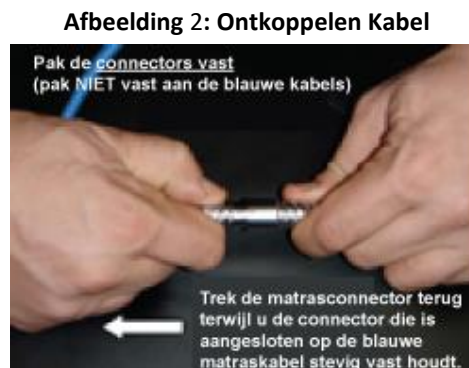 Afbeelding 2: Ontkoppelen Kabel
Pak de connectors vast
(pak NIET vast aan de blauwe kabels)
Trek de matrasconnector terug
terwijl u de connector die is
aangesloten op de blauwe
matraskabel stevig vast houdt.